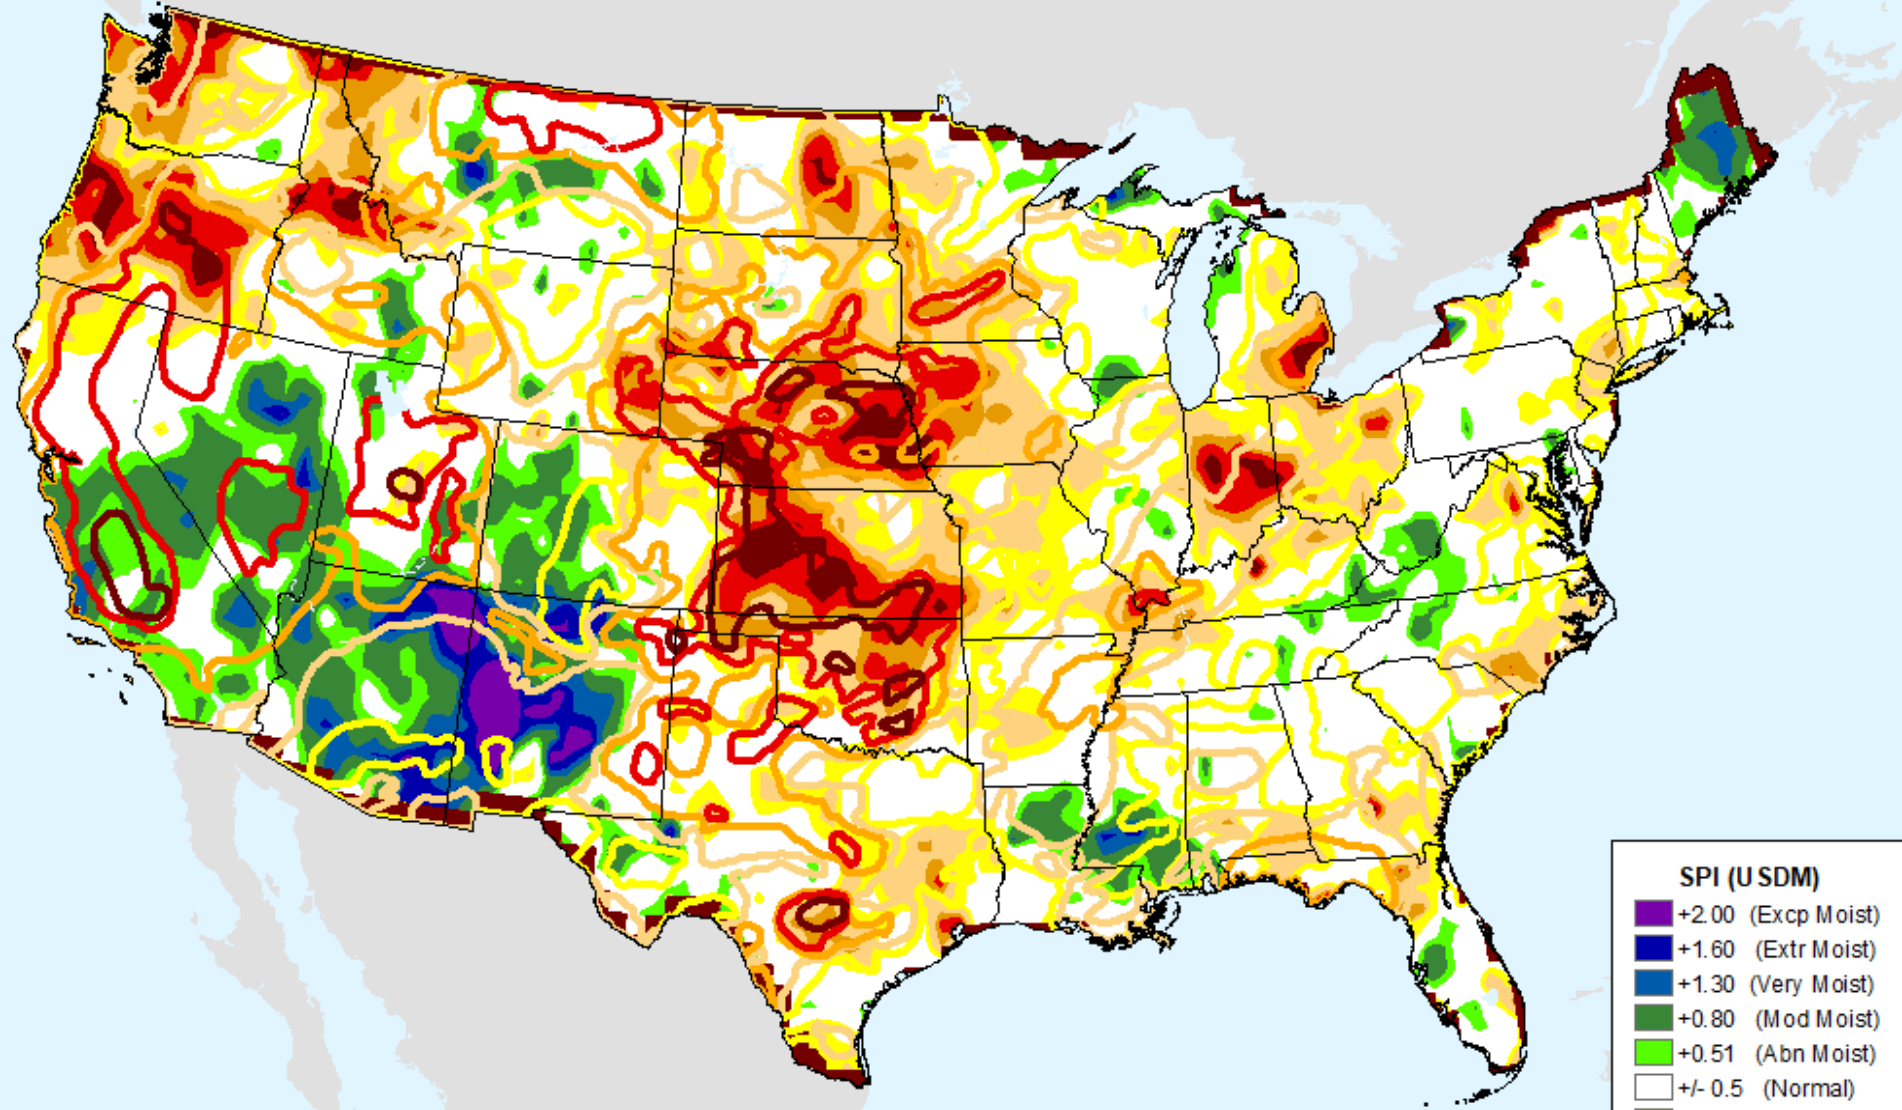 SPI (USDM)
+2.00 (Excp Moist)
+1.60 (Extr Moist)
+1.30 (Very Moist)
+0.80 (Mod Moist)
+0.51 (Abn Moist)
+/- 0.5 (Normal)